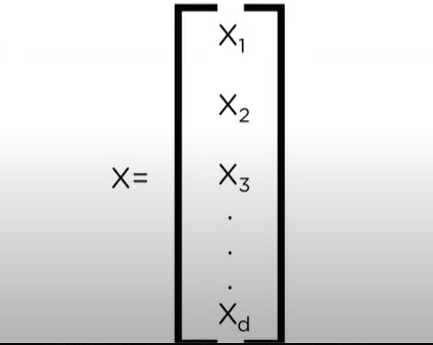 X₁
X₂
X= X₃
.
.
.
X_d